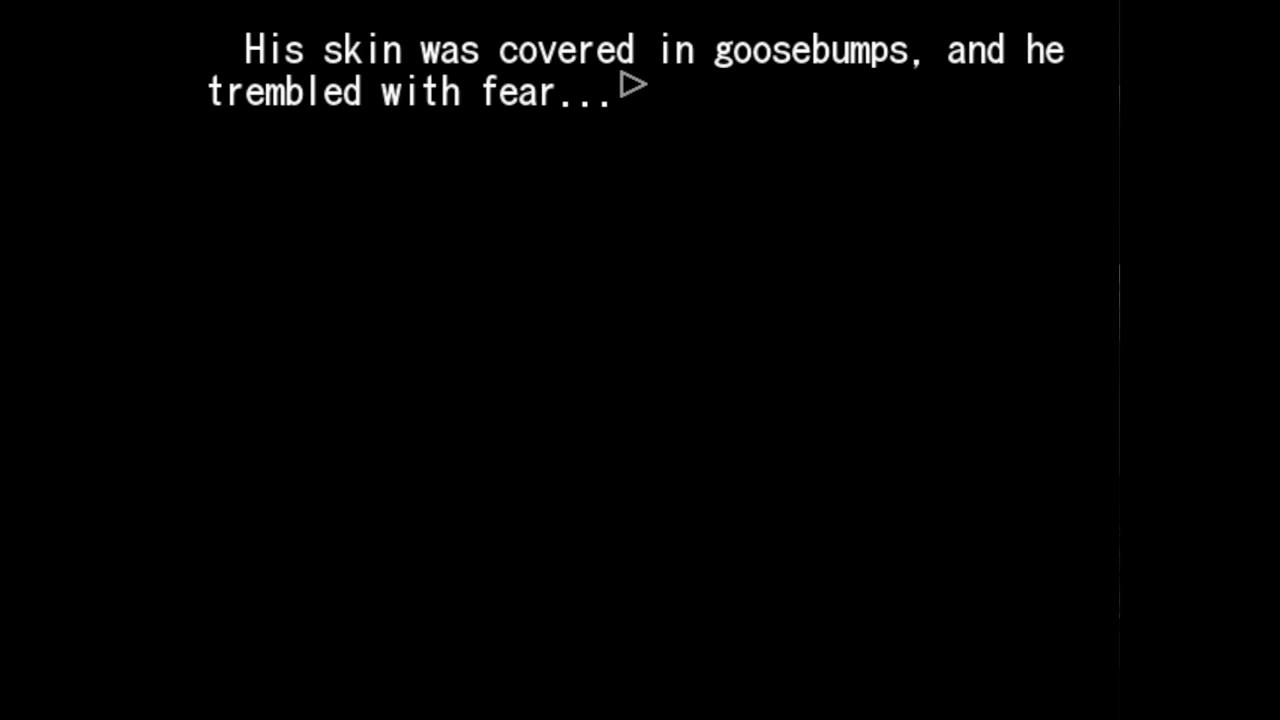 His skin was covered in goosebumps, and he
trembled with fear...